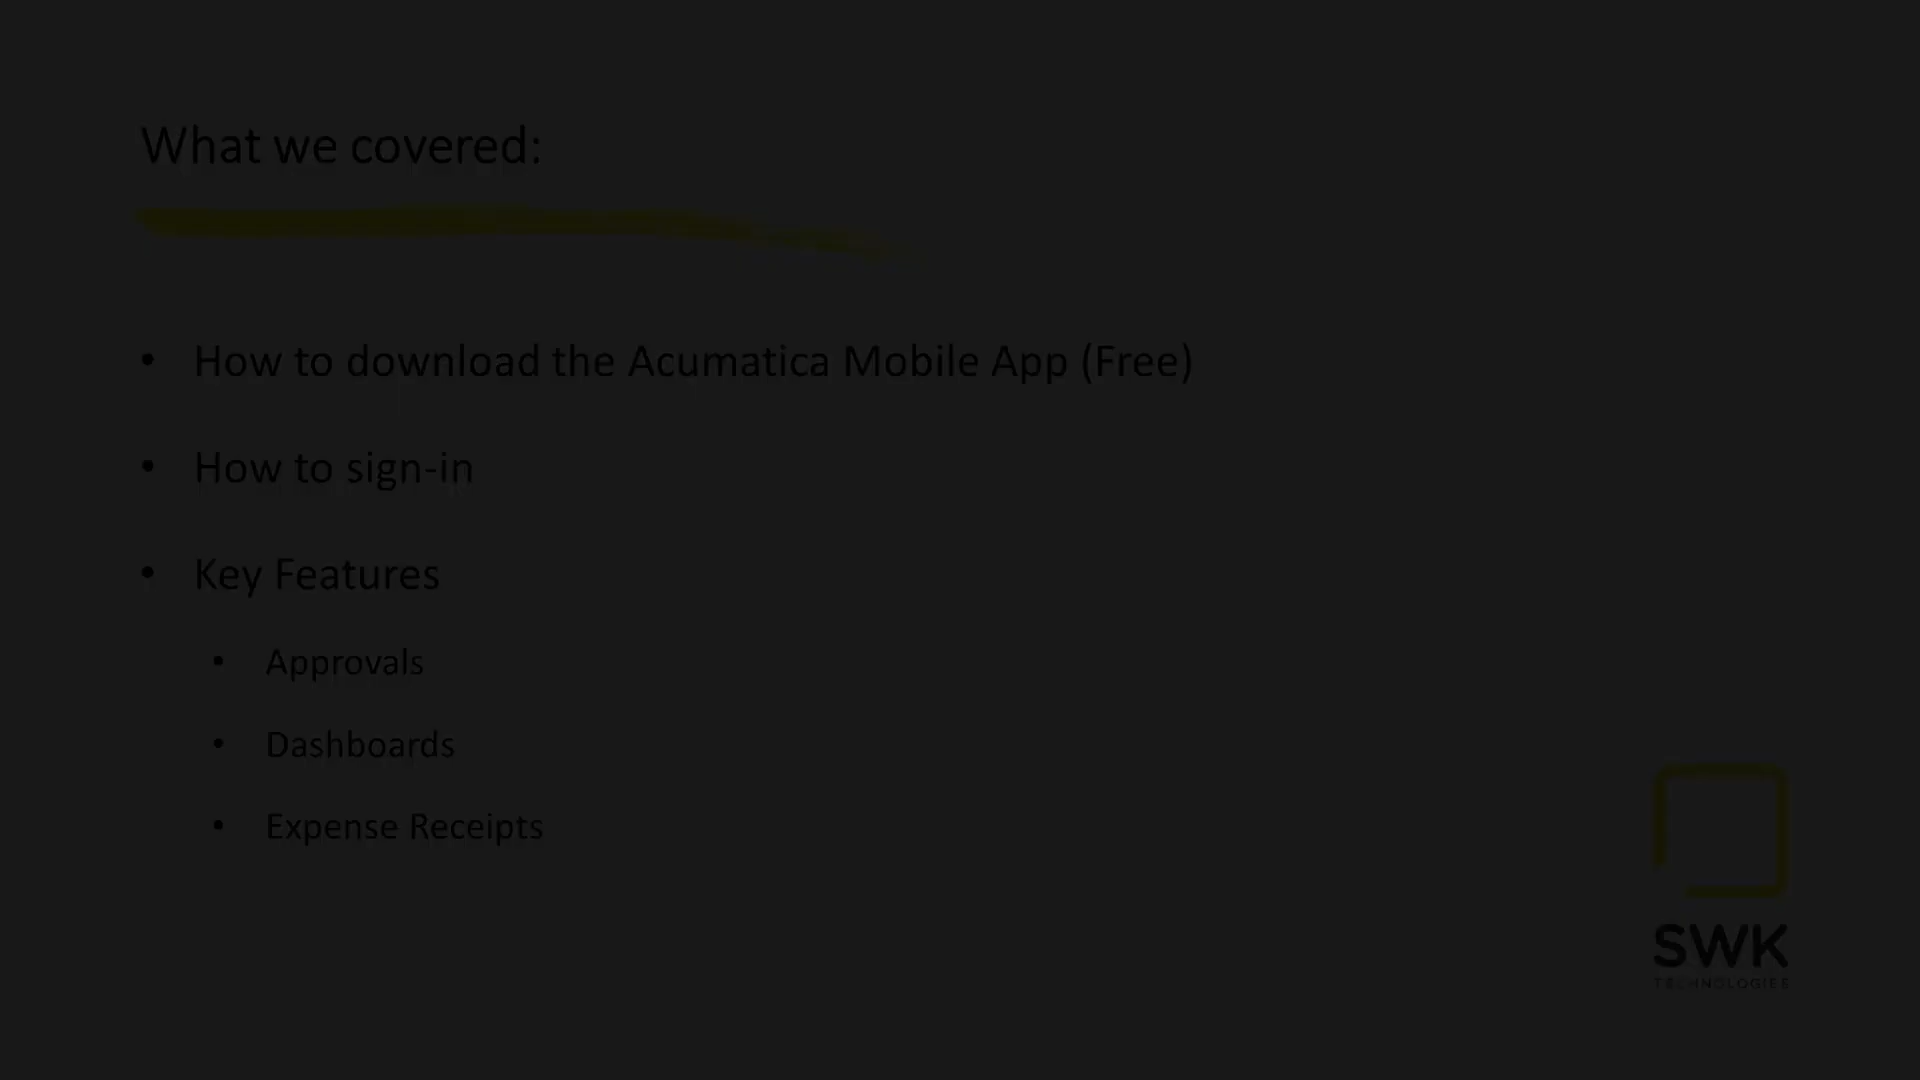 What we covered:
• How to download the Acumatica Mobile App (Free)
• How to sign-in
• Key Features
• Approvals
• Dashboards
• Expense Receipts
SWK
TECHNOLOGIES